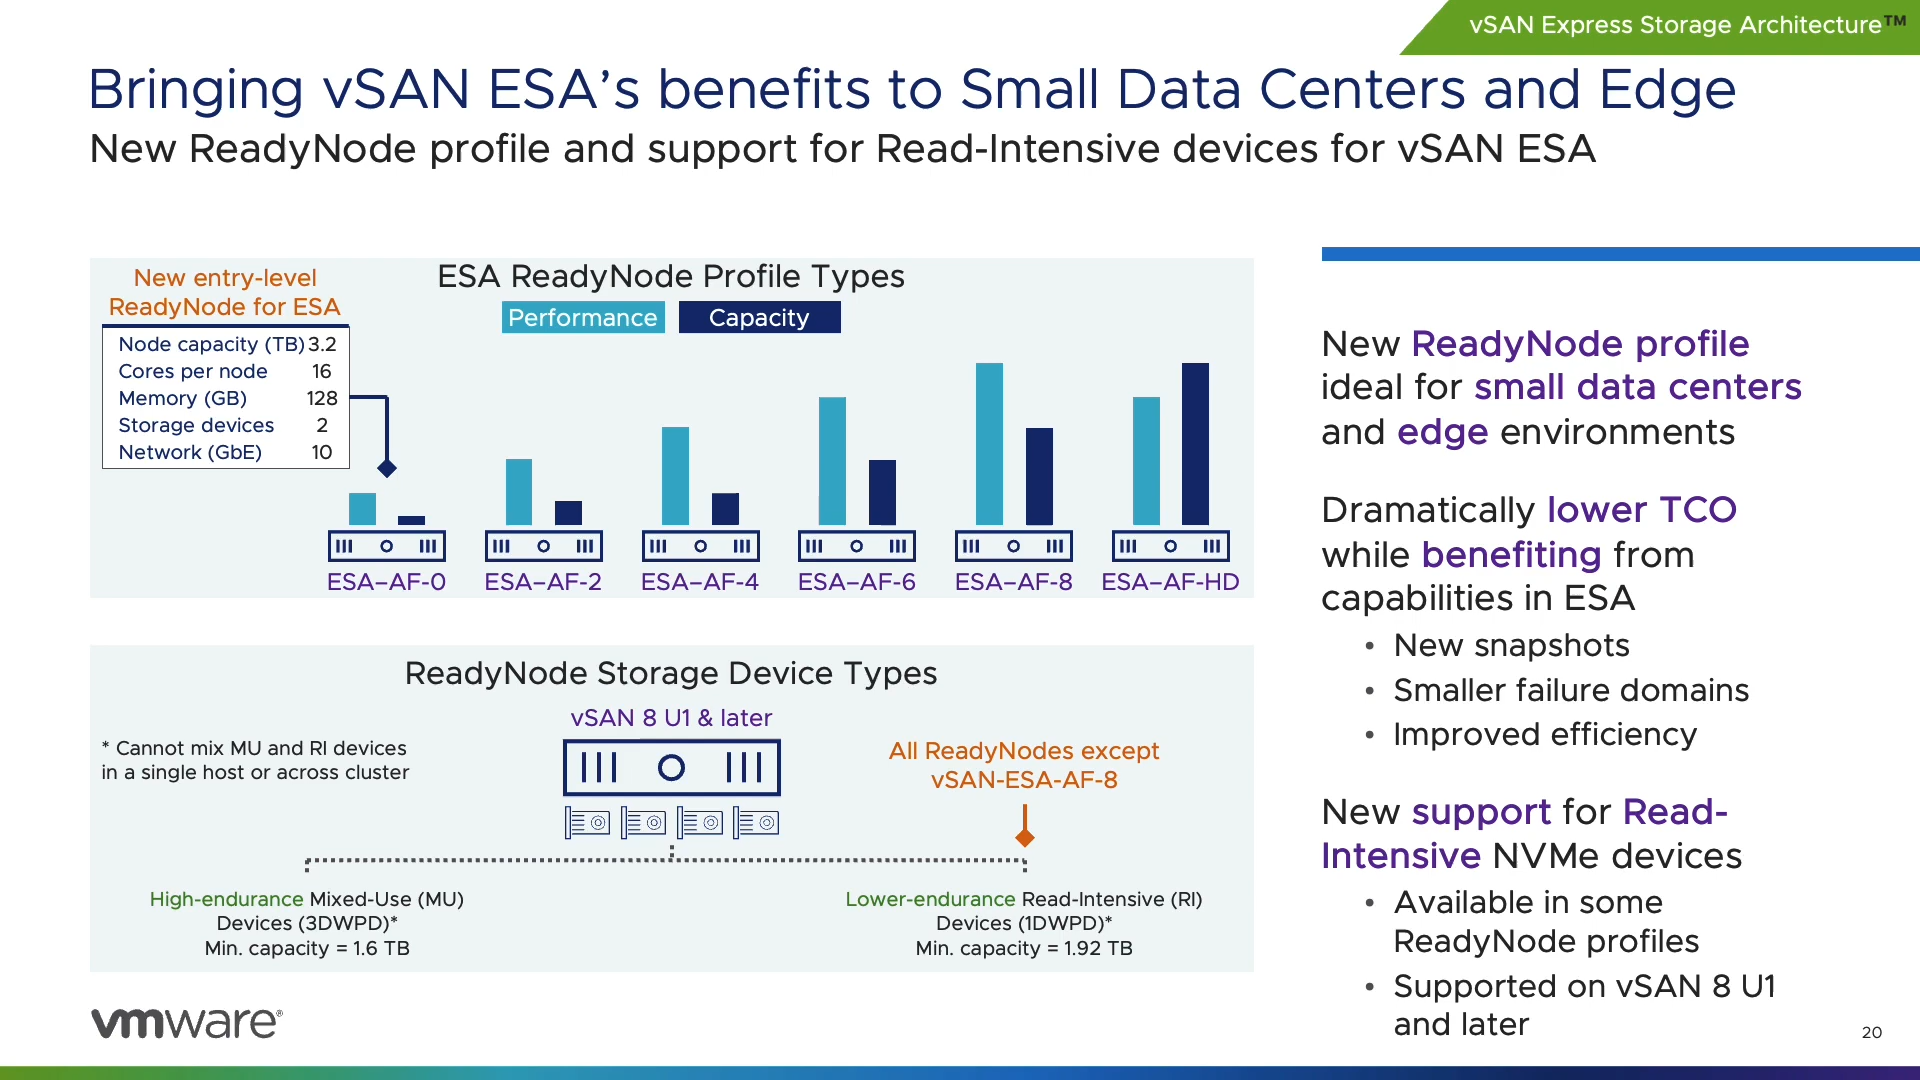 vSAN Express Storage Architecture™
Bringing vSAN ESA’s benefits to Small Data Centers and Edge
New ReadyNode profile and support for Read-Intensive devices for vSAN ESA
New entry-level
ReadyNode for ESA
Node capacity (TB) 3.2
Cores per node 16
Memory (GB) 128
Storage devices 2
Network (GbE) 10
ESA ReadyNode Profile Types
Performance Capacity
ESA–AF-0 ESA–AF-2 ESA–AF-4 ESA–AF-6 ESA–AF-8 ESA–AF-HD
ReadyNode Storage Device Types
vSAN 8 U1 & later
* Cannot mix MU and RI devices
in a single host or across cluster
All ReadyNodes except
vSAN-ESA-AF-8
High-endurance Mixed-Use (MU)
Devices (3DWPD)*
Min. capacity = 1.6 TB
Lower-endurance Read-Intensive (RI)
Devices (1DWPD)*
Min. capacity = 1.92 TB
New ReadyNode profile
ideal for small data centers
and edge environments
Dramatically lower TCO
while benefiting from
capabilities in ESA
• New snapshots
• Smaller failure domains
• Improved efficiency
New support for Read-
Intensive NVMe devices
• Available in some
ReadyNode profiles
• Supported on vSAN 8 U1
and later
vmware®
20